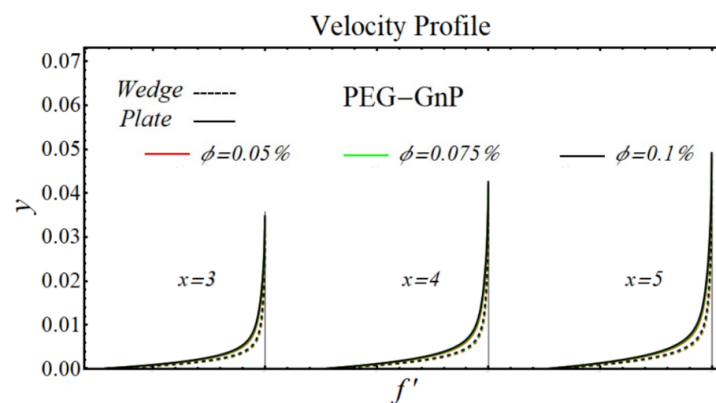 Velocity Profile
0.07
0.06
0.05
0.04
0.03
0.02
0.01
0.00
y
Wedge
Plate
PEG−GnP
ϕ=0.05%
ϕ=0.075%
ϕ=0.1%
x=3
x=4
x=5
f'